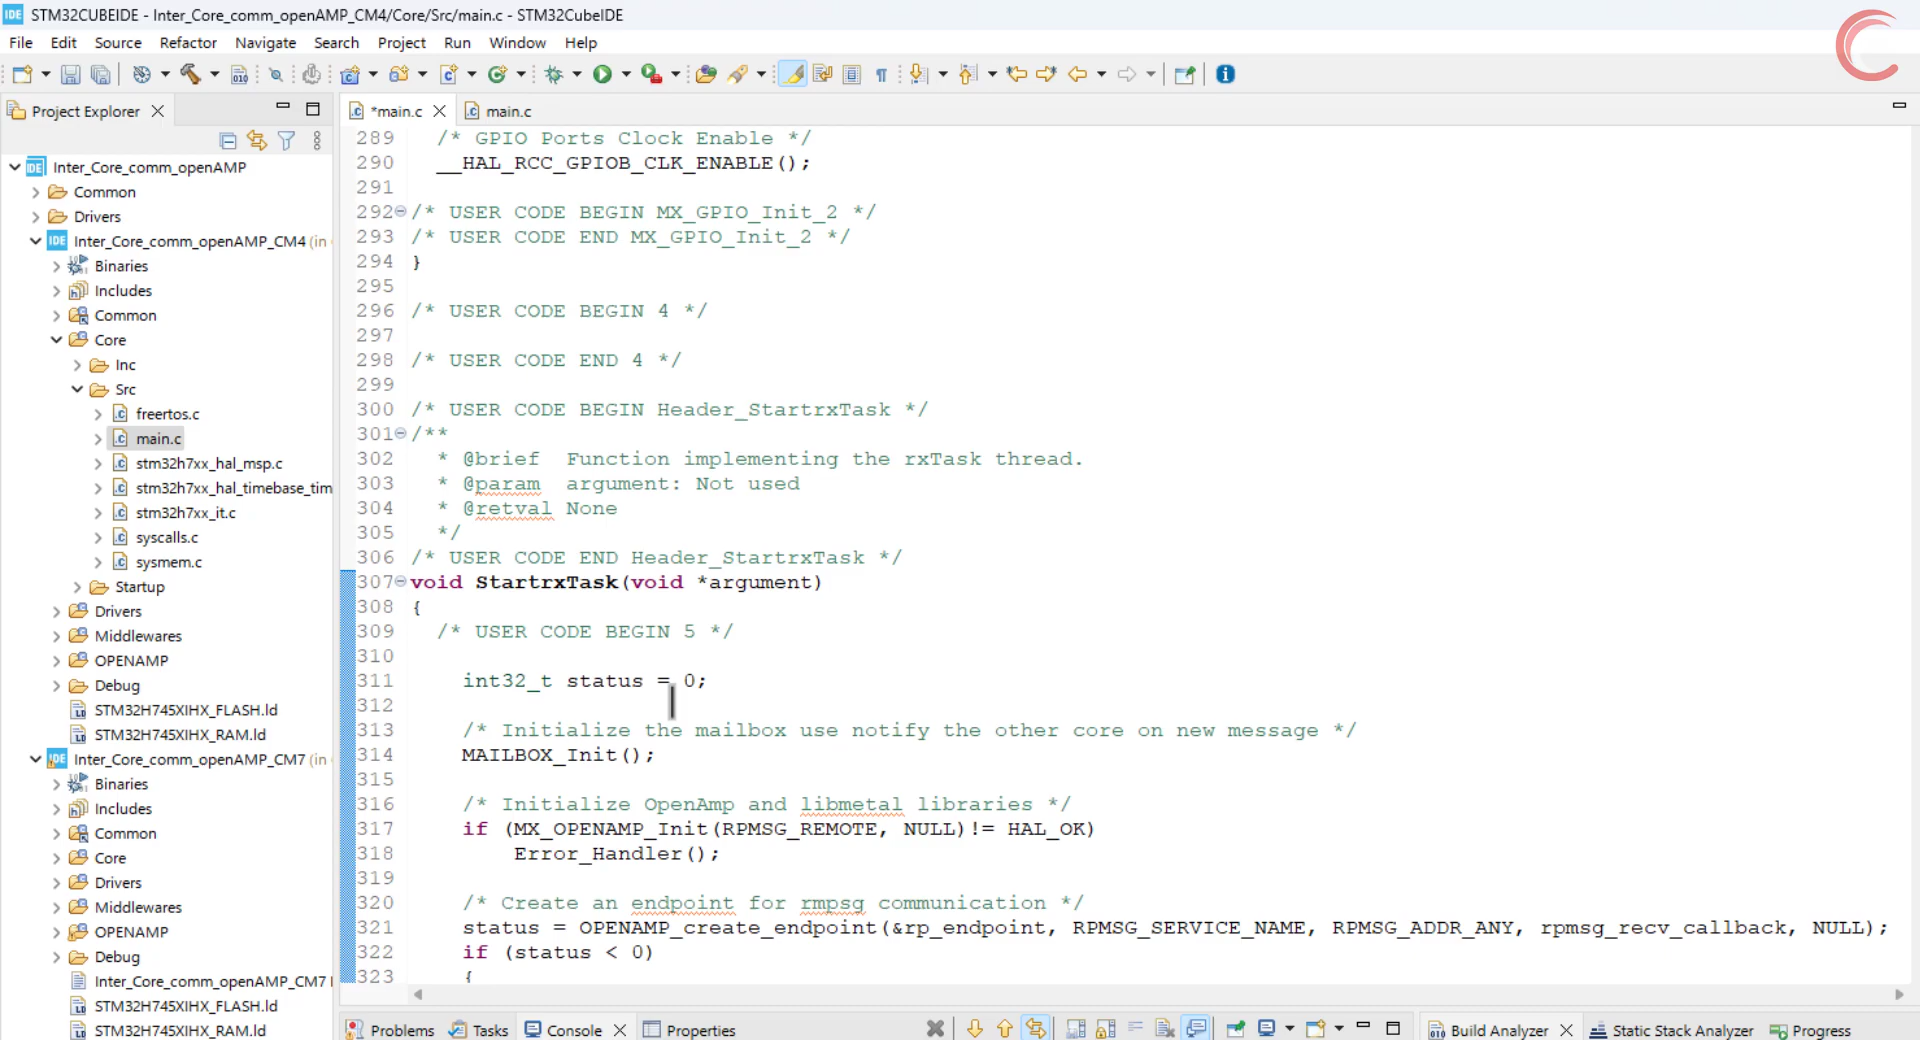 STM32CUBEIDE - Inter_Core_comm_openAMP_CM4/Core/Src/main.c - STM32CubeIDE
File Edit Source Refactor Navigate Search Project Run Window Help
Project Explorer
Inter_Core_comm_openAMP
Common
Drivers
Inter_Core_comm_openAMP_CM4 (in
Binaries
Includes
Common
Core
Inc
Src
freertos.c
main.c
stm32h7xx_hal_msp.c
stm32h7xx_hal_timebase_tim
stm32h7xx_it.c
syscalls.c
sysmem.c
Startup
Drivers
Middlewares
OPENAMP
Debug
STM32H745XIHX_FLASH.ld
STM32H745XIHX_RAM.ld
Inter_Core_comm_openAMP_CM7 (in
Binaries
Includes
Common
Core
Drivers
Middlewares
OPENAMP
Debug
Inter_Core_comm_openAMP_CM7
STM32H745XIHX_FLASH.ld
STM32H745XIHX_RAM.ld
*main.c main.c
289 /* GPIO Ports Clock Enable */
290 __HAL_RCC_GPIOB_CLK_ENABLE();
291
292 /* USER CODE BEGIN MX_GPIO_Init_2 */
293 /* USER CODE END MX_GPIO_Init_2 */
294 }
295
296 /* USER CODE BEGIN 4 */
297
298 /* USER CODE END 4 */
299
300 /* USER CODE BEGIN Header_StartrxTask */
301 /**
302 * @brief Function implementing the rxTask thread.
303 * @param argument: Not used
304 * @retval None
305 */
306 /* USER CODE END Header_StartrxTask */
307 void StartrxTask(void *argument)
308 {
309 /* USER CODE BEGIN 5 */
310
311 int32_t status = 0;
312
313 /* Initialize the mailbox use notify the other core on new message */
314 MAILBOX_Init();
315
316 /* Initialize OpenAmp and libmetal libraries */
317 if (MX_OPENAMP_Init(RPMSG_REMOTE, NULL)!= HAL_OK)
318 Error_Handler();
319
320 /* Create an endpoint for rmpsg communication */
321 status = OPENAMP_create_endpoint(&rp_endpoint, RPMSG_SERVICE_NAME, RPMSG_ADDR_ANY, rpmsg_recv_callback, NULL);
322 if (status < 0)
323 {
Problems Tasks Console Properties
Build Analyzer Static Stack Analyzer Progress